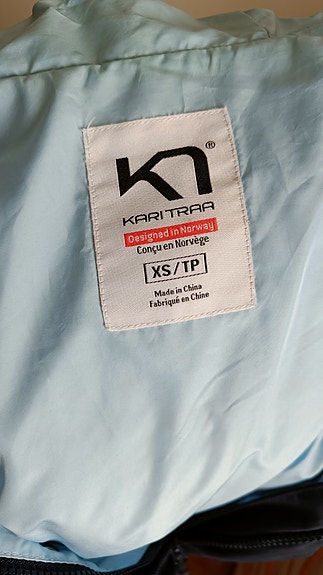 KARI TRAA
®
Designed in Norway
Conçu en Norvège
XS/TP
Made in China
Fabriqué en Chine